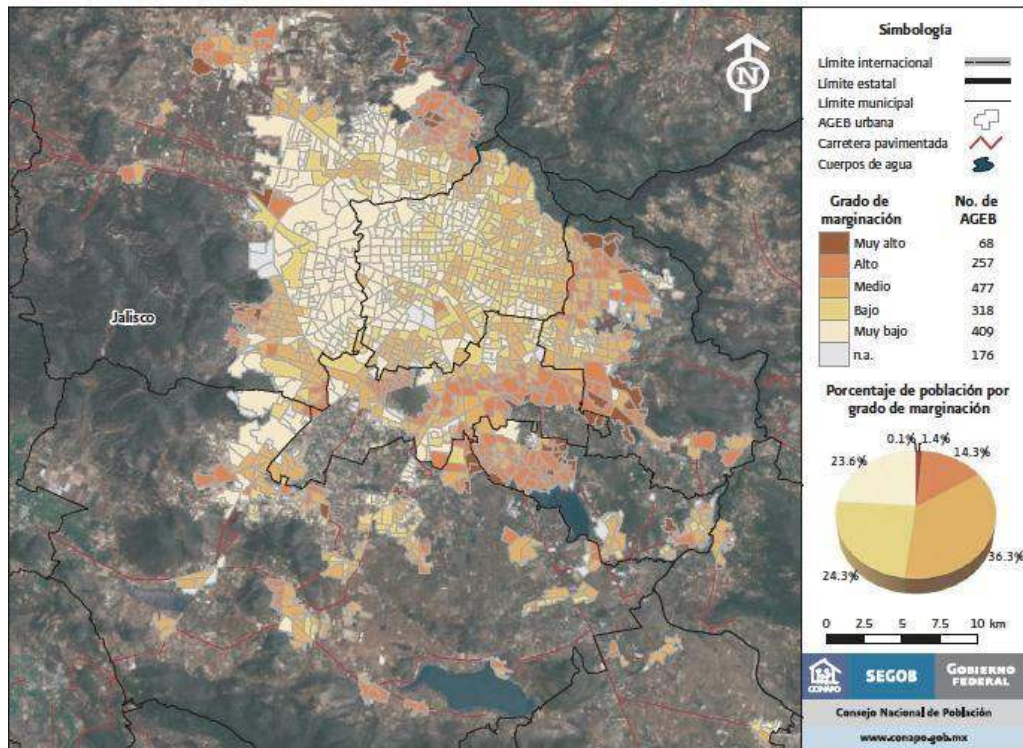 Jalisco
N
Simbología
Límite internacional
Límite estatal
Límite municipal
AGEB urbana
Carretera pavimentada
Cuerpos de agua
Grado de marginación No. de AGEB
Muy alto 68
Alto 257
Medio 477
Bajo 318
Muy bajo 409
n.a. 176
Porcentaje de población por
grado de marginación
0.1% 1.4%
23.6% 14.3%
24.3% 36.3%
0 2.5 5 7.5 10 km
CONAPO SEGOB GOBIERNO FEDERAL
Consejo Nacional de Población
www.conapo.gob.mx